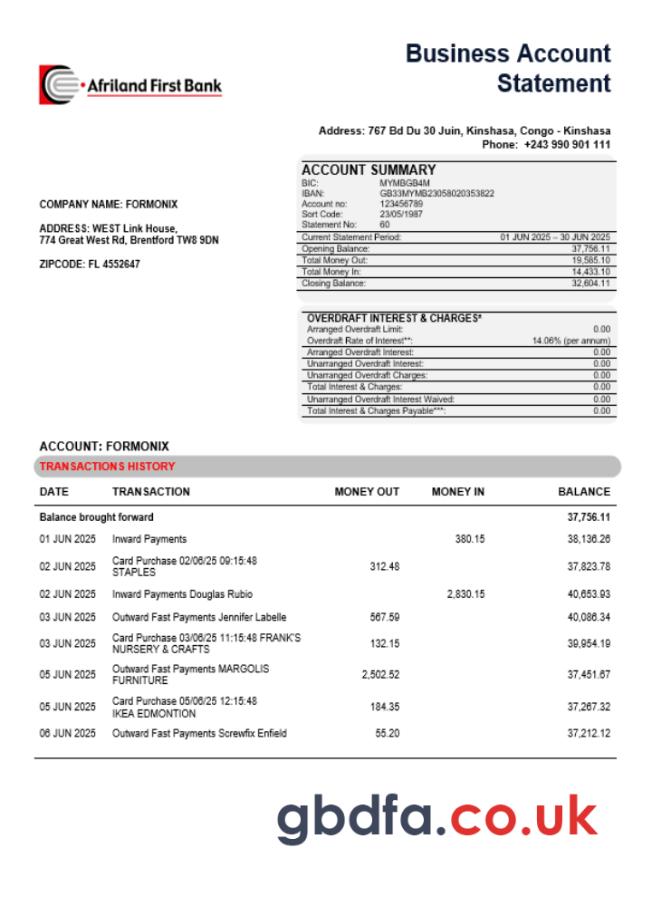 Business Account
Statement
Afriland First Bank
Address: 767 Bd Du 30 Juin, Kinshasa, Congo - Kinshasa
Phone: +243 990 901 111
COMPANY NAME: FORMONIX
ADDRESS: WEST Link House,
774 Great West Rd, Brentford TW8 9DN
ZIPCODE: FL 4552647
ACCOUNT SUMMARY
BIC: MYMBGB4M
IBAN: GB33MYMB23058020353822
Account no: 123456789
Sort Code: 23/05/1987
Statement No: 60
Current Statement Period: 01 JUN 2025 – 30 JUN 2025
Opening Balance: 37,756.11
Total Money Out: 19,585.10
Total Money In: 14,433.10
Closing Balance: 32,604.11
OVERDRAFT INTEREST & CHARGES*
Arranged Overdraft Limit: 0.00
Overdraft Rate of Interest**: 14.06% (per annum)
Arranged Overdraft Interest: 0.00
Unarranged Overdraft Interest: 0.00
Unarranged Overdraft Charges: 0.00
Total Interest & Charges: 0.00
Unarranged Overdraft Interest Waived: 0.00
Total Interest & Charges Payable***: 0.00
ACCOUNT: FORMONIX
TRANSACTIONS HISTORY
DATE TRANSACTION MONEY OUT MONEY IN BALANCE
Balance brought forward 37,756.11
01 JUN 2025 Inward Payments 380.15 38,136.26
02 JUN 2025 Card Purchase 02/06/25 09:15:48
STAPLES 312.48 37,823.78
02 JUN 2025 Inward Payments Douglas Rubio 2,830.15 40,653.93
03 JUN 2025 Outward Fast Payments Jennifer Labelle 567.59 40,086.34
03 JUN 2025 Card Purchase 03/06/25 11:15:48 FRANK'S
NURSERY & CRAFTS 132.15 39,954.19
05 JUN 2025 Outward Fast Payments MARGOLIS
FURNITURE 2,502.52 37,451.67
05 JUN 2025 Card Purchase 05/06/25 12:15:48
IKEA EDMONTION 184.35 37,267.32
06 JUN 2025 Outward Fast Payments Screwfix Enfield 55.20 37,212.12
gbdfa.co.uk